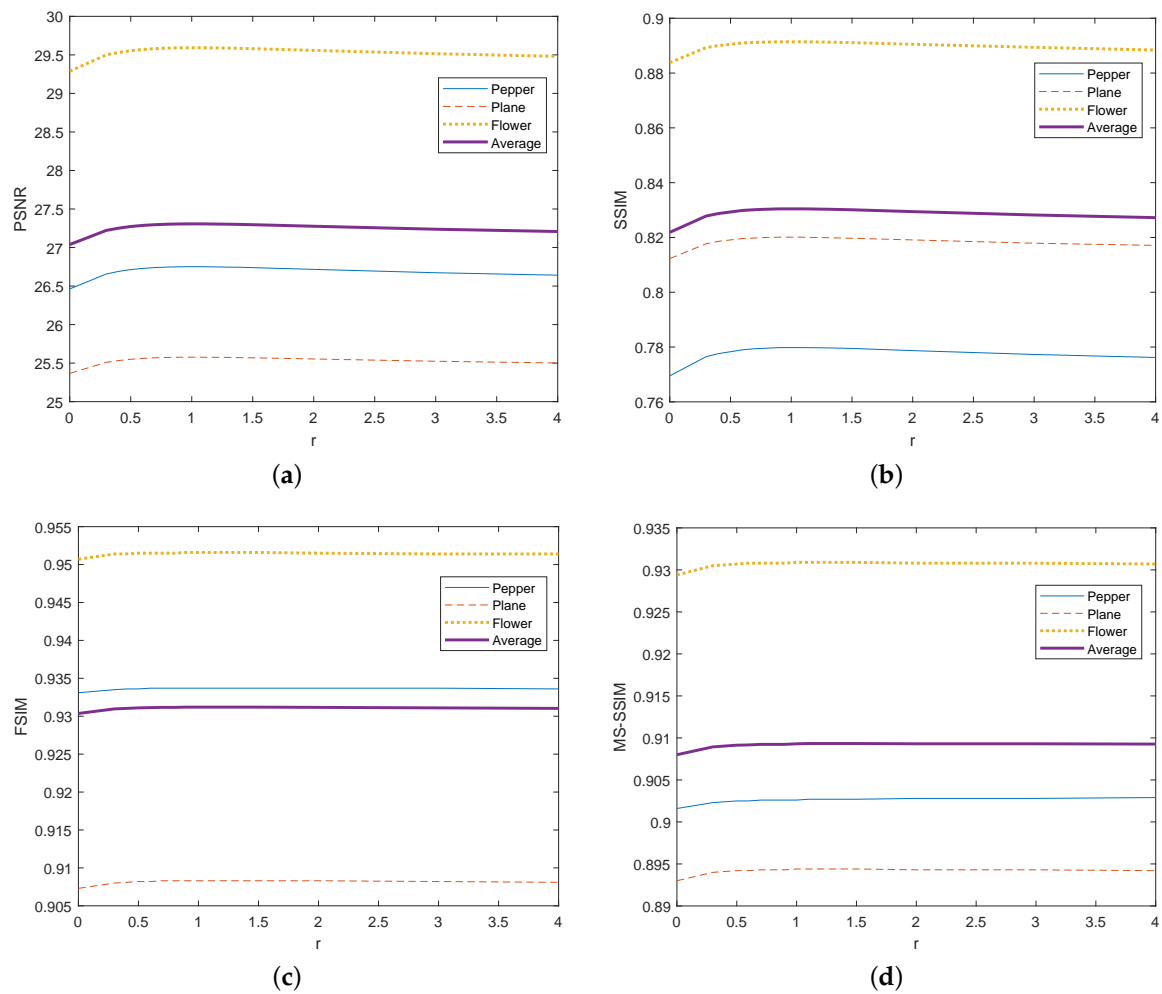 30
29.5
29
28.5
28
27.5
27
26.5
26
25.5
25
PSNR
0 0.5 1 1.5 2 2.5 3 3.5 4
r
Pepper
Plane
Flower
Average
(a)
0.9
0.88
0.86
0.84
0.82
0.8
0.78
0.76
SSIM
0 0.5 1 1.5 2 2.5 3 3.5 4
r
Pepper
Plane
Flower
Average
(b)
0.955
0.95
0.945
0.94
0.935
0.93
0.925
0.92
0.915
0.91
0.905
FSIM
0 0.5 1 1.5 2 2.5 3 3.5 4
r
Pepper
Plane
Flower
Average
(c)
0.935
0.93
0.925
0.92
0.915
0.91
0.905
0.9
0.895
0.89
MS-SSIM
0 0.5 1 1.5 2 2.5 3 3.5 4
r
Pepper
Plane
Flower
Average
(d)